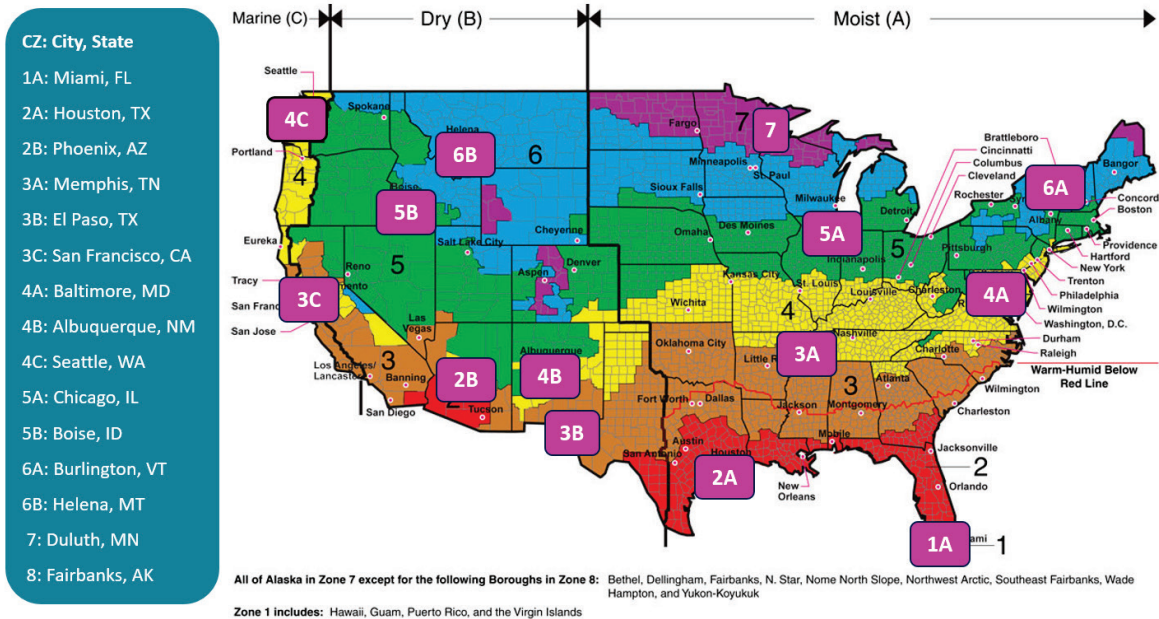 CZ: City, State
1A: Miami, FL
2A: Houston, TX
2B: Phoenix, AZ
3A: Memphis, TN
3B: El Paso, TX
3C: San Francisco, CA
4A: Baltimore, MD
4B: Albuquerque, NM
4C: Seattle, WA
5A: Chicago, IL
5B: Boise, ID
6A: Burlington, VT
6B: Helena, MT
7: Duluth, MN
8: Fairbanks, AK
Marine (C)
Dry (B)
Moist (A)
Seattle
4C
Portland
4
Spokane
Helena
6B
6
Boise
5B
Eureka
Tracy
San Franc
San Jose
3C
Reno
mento
5
Salt Lake City
Cheyenne
Aspen
Denver
Las
Vegas
3
Los Angeles/
Lancaster
Banning
San Diego
2B
2
Tucson
Albuquerque
4B
3B
Fargo
7
7
Minneapolis
St. Paul
Sioux Falls
Milwaukee
5A
Omaha
Des Moines
Detroit
5
Indianapolis
Kansas City
St. Louis
Louisville
Charleston
Wichita
4
Nashville
Oklahoma City
Little R
3A
3
Charlotte
Atlanta
Fort Worth
Dallas
Jackson
Montgomery
Austin
San Antonio
Houston
2A
Mobile
New
Orleans
Jacksonville
2
Orlando
1A
ami
1
Brattleboro
Cincinnatti
Columbus
Cleveland
Rochester
Syr
6A
Albany
Bangor
Concord
Boston
Providence
Hartford
New York
Trenton
Philadelphia
Wilmington
Washington, D.C.
Pittsburgh
4A
R
Durham
Raleigh
Warm-Humid Below
Red Line
Wilmington
Charleston
All of Alaska in Zone 7 except for the following Boroughs in Zone 8: Bethel, Dellingham, Fairbanks, N. Star, Nome North Slope, Northwest Arctic, Southeast Fairbanks, Wade
Hampton, and Yukon-Koyukuk
Zone 1 includes: Hawaii, Guam, Puerto Rico, and the Virgin Islands